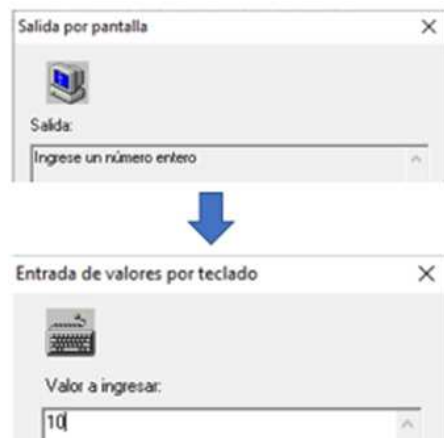 Salida por pantalla
Salida:
Ingrese un número entero
Entrada de valores por teclado
Valor a ingresar:
10